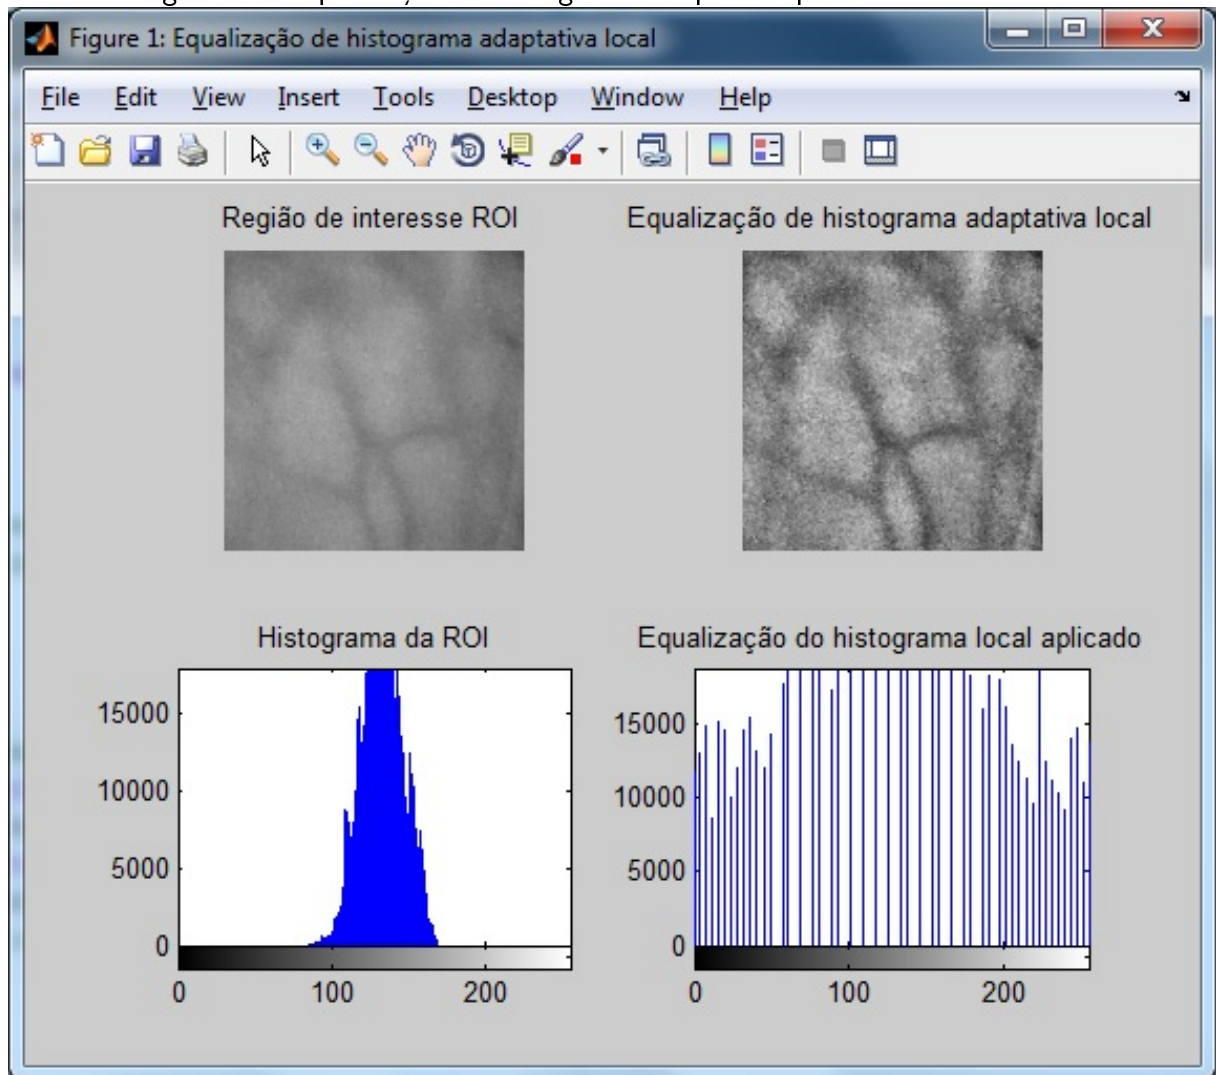 Figure 1: Equalização de histograma adaptativa local
File Edit View Insert Tools Desktop Window Help
Região de interesse ROI
Equalização de histograma adaptativa local
Histograma da ROI
15000
10000
5000
0
0 100 200
Equalização do histograma local aplicado
15000
10000
5000
0
0 100 200